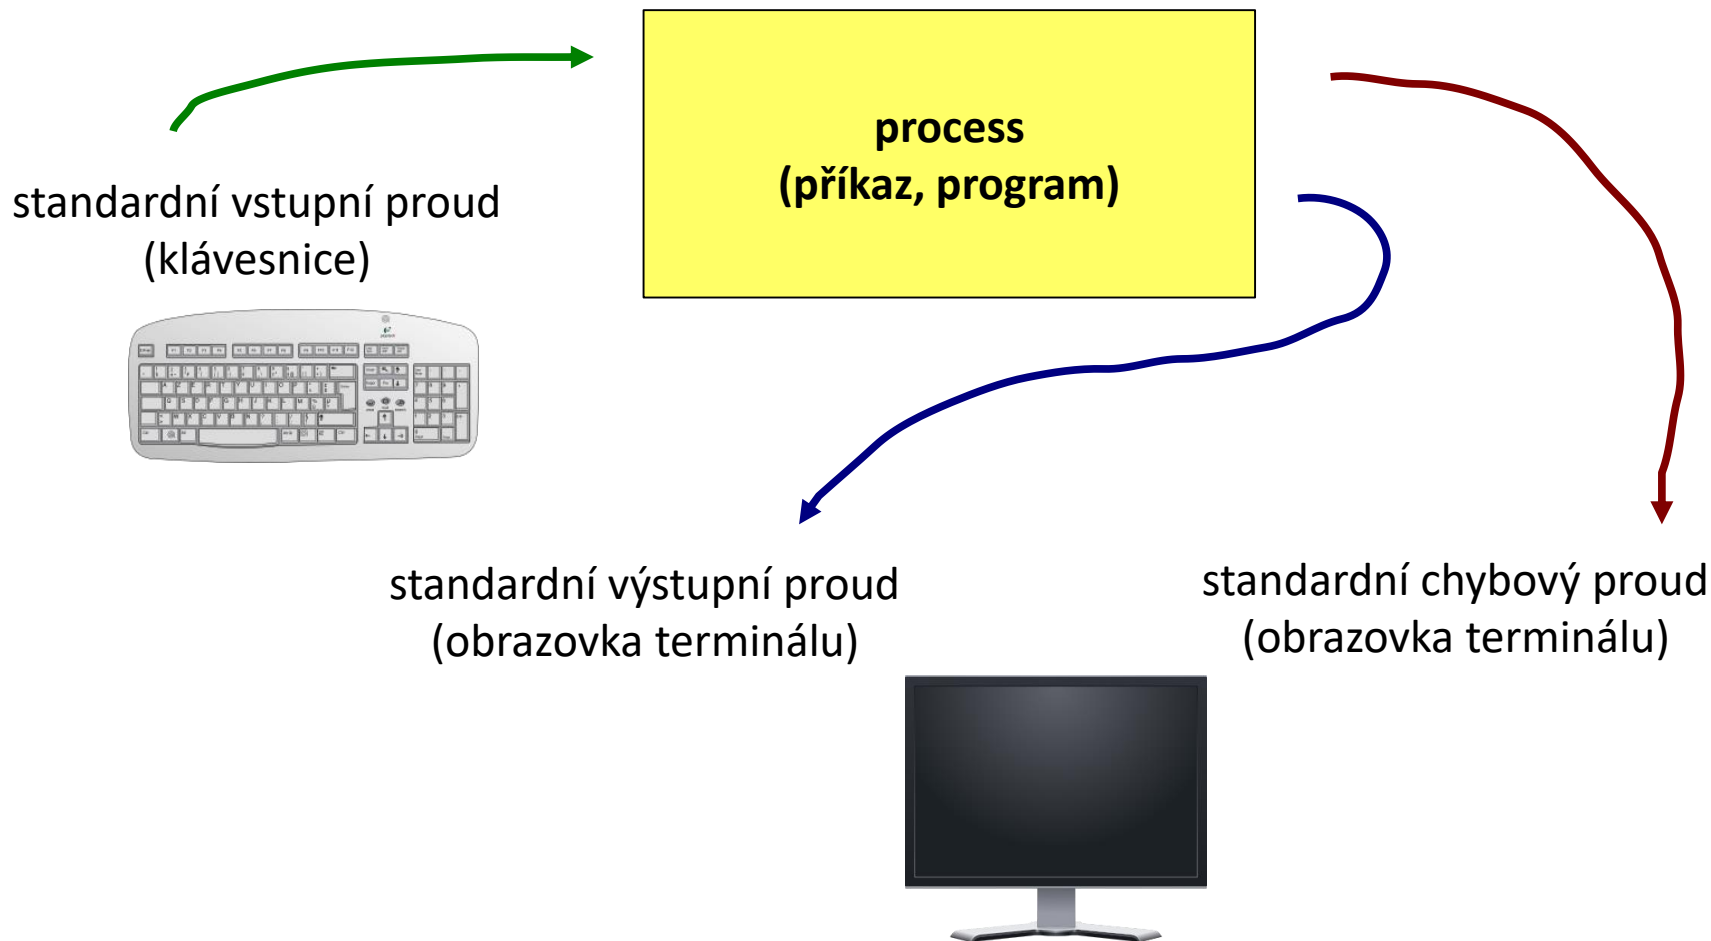 process
(příkaz, program)
standardní vstupní proud
(klávesnice)
standardní výstupní proud
(obrazovka terminálu)
standardní chybový proud
(obrazovka terminálu)